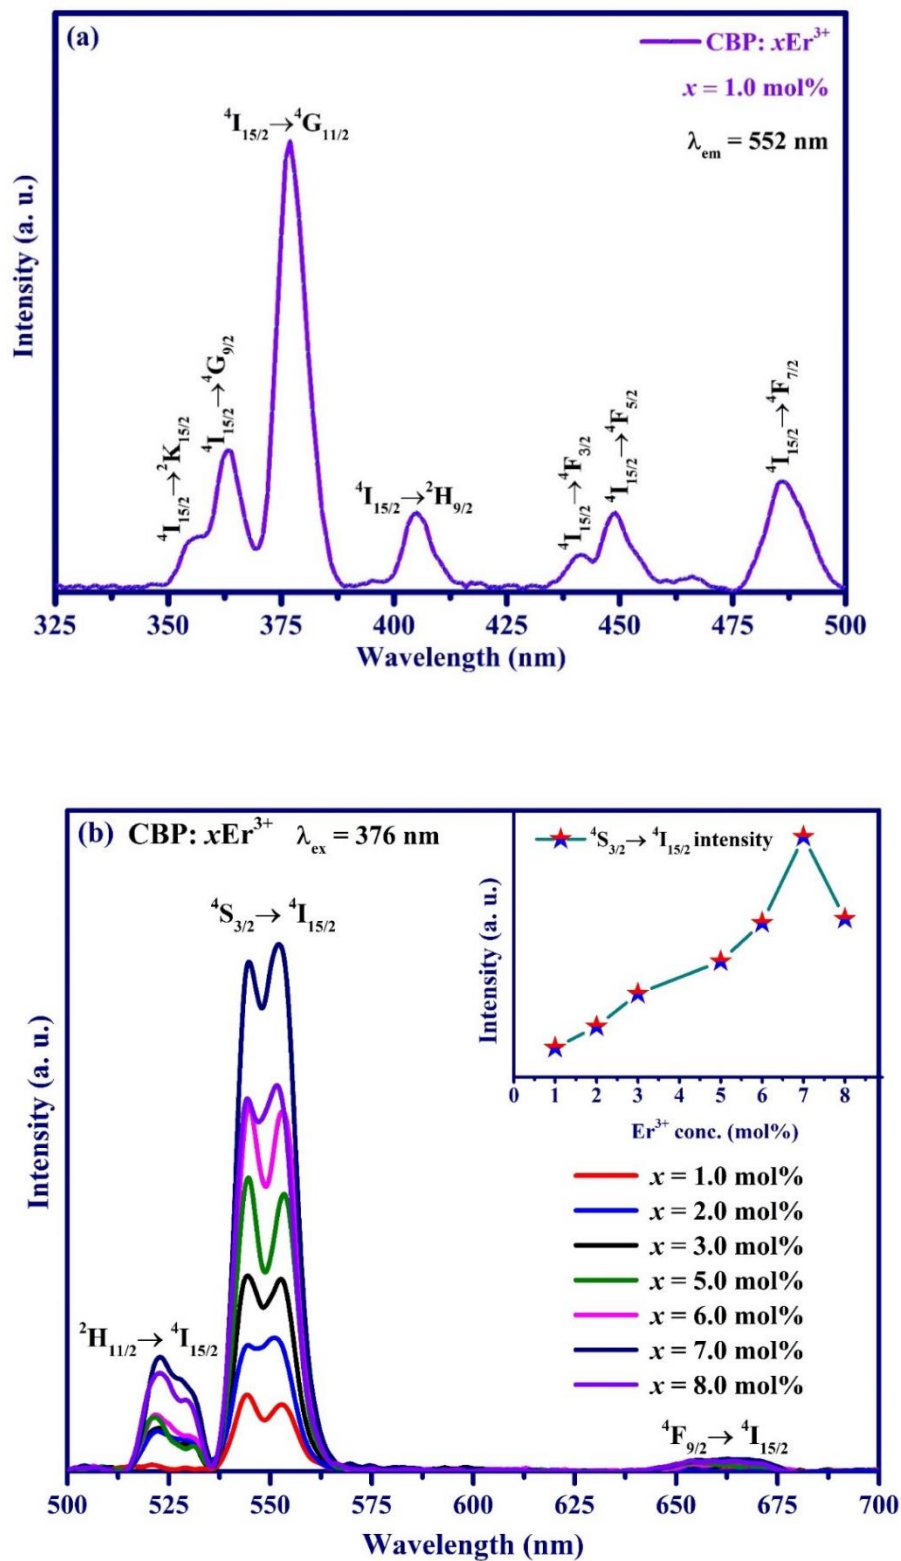 (a)
CBP: xEr³⁺
x = 1.0 mol%
λem = 552 nm
⁴I15/2→⁴G11/2
⁴I15/2→²K15/2
⁴I15/2→⁴G9/2
⁴I15/2→²H9/2
⁴I15/2→⁴F3/2
⁴I15/2→⁴F5/2
⁴I15/2→⁴F7/2
Intensity (a. u.)
325 350 375 400 425 450 475 500
Wavelength (nm)
(b) CBP: xEr³⁺ λex = 376 nm
⁴S3/2→ ⁴I15/2
²H11/2→ ⁴I15/2
⁴F9/2→ ⁴I15/2
⁴S3/2→ ⁴I15/2 intensity
Intensity (a. u.)
0 1 2 3 4 5 6 7 8
Er³⁺ conc. (mol%)
x = 1.0 mol%
x = 2.0 mol%
x = 3.0 mol%
x = 5.0 mol%
x = 6.0 mol%
x = 7.0 mol%
x = 8.0 mol%
Intensity (a. u.)
500 525 550 575 600 625 650 675 700
Wavelength (nm)